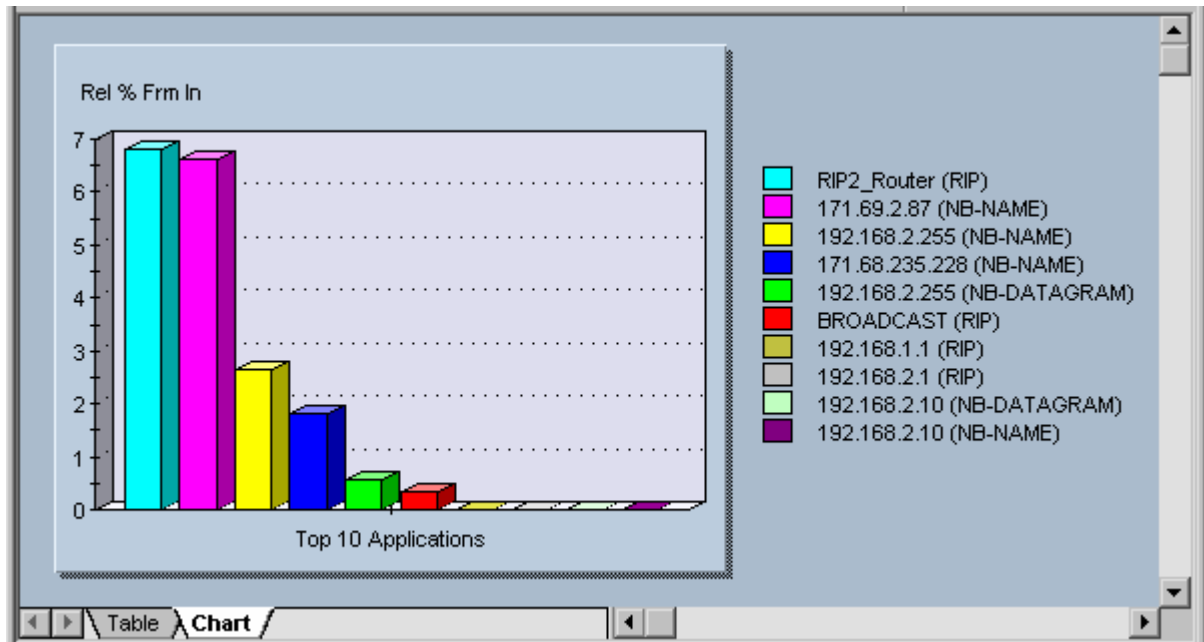 Rel % Frm In
7
6
5
4
3
2
1
0
Top 10 Applications
RIP2_Router (RIP)
171.69.2.87 (NB-NAME)
192.168.2.255 (NB-NAME)
171.68.235.228 (NB-NAME)
192.168.2.255 (NB-DATAGRAM)
BROADCAST (RIP)
192.168.1.1 (RIP)
192.168.2.1 (RIP)
192.168.2.10 (NB-DATAGRAM)
192.168.2.10 (NB-NAME)
Table Chart